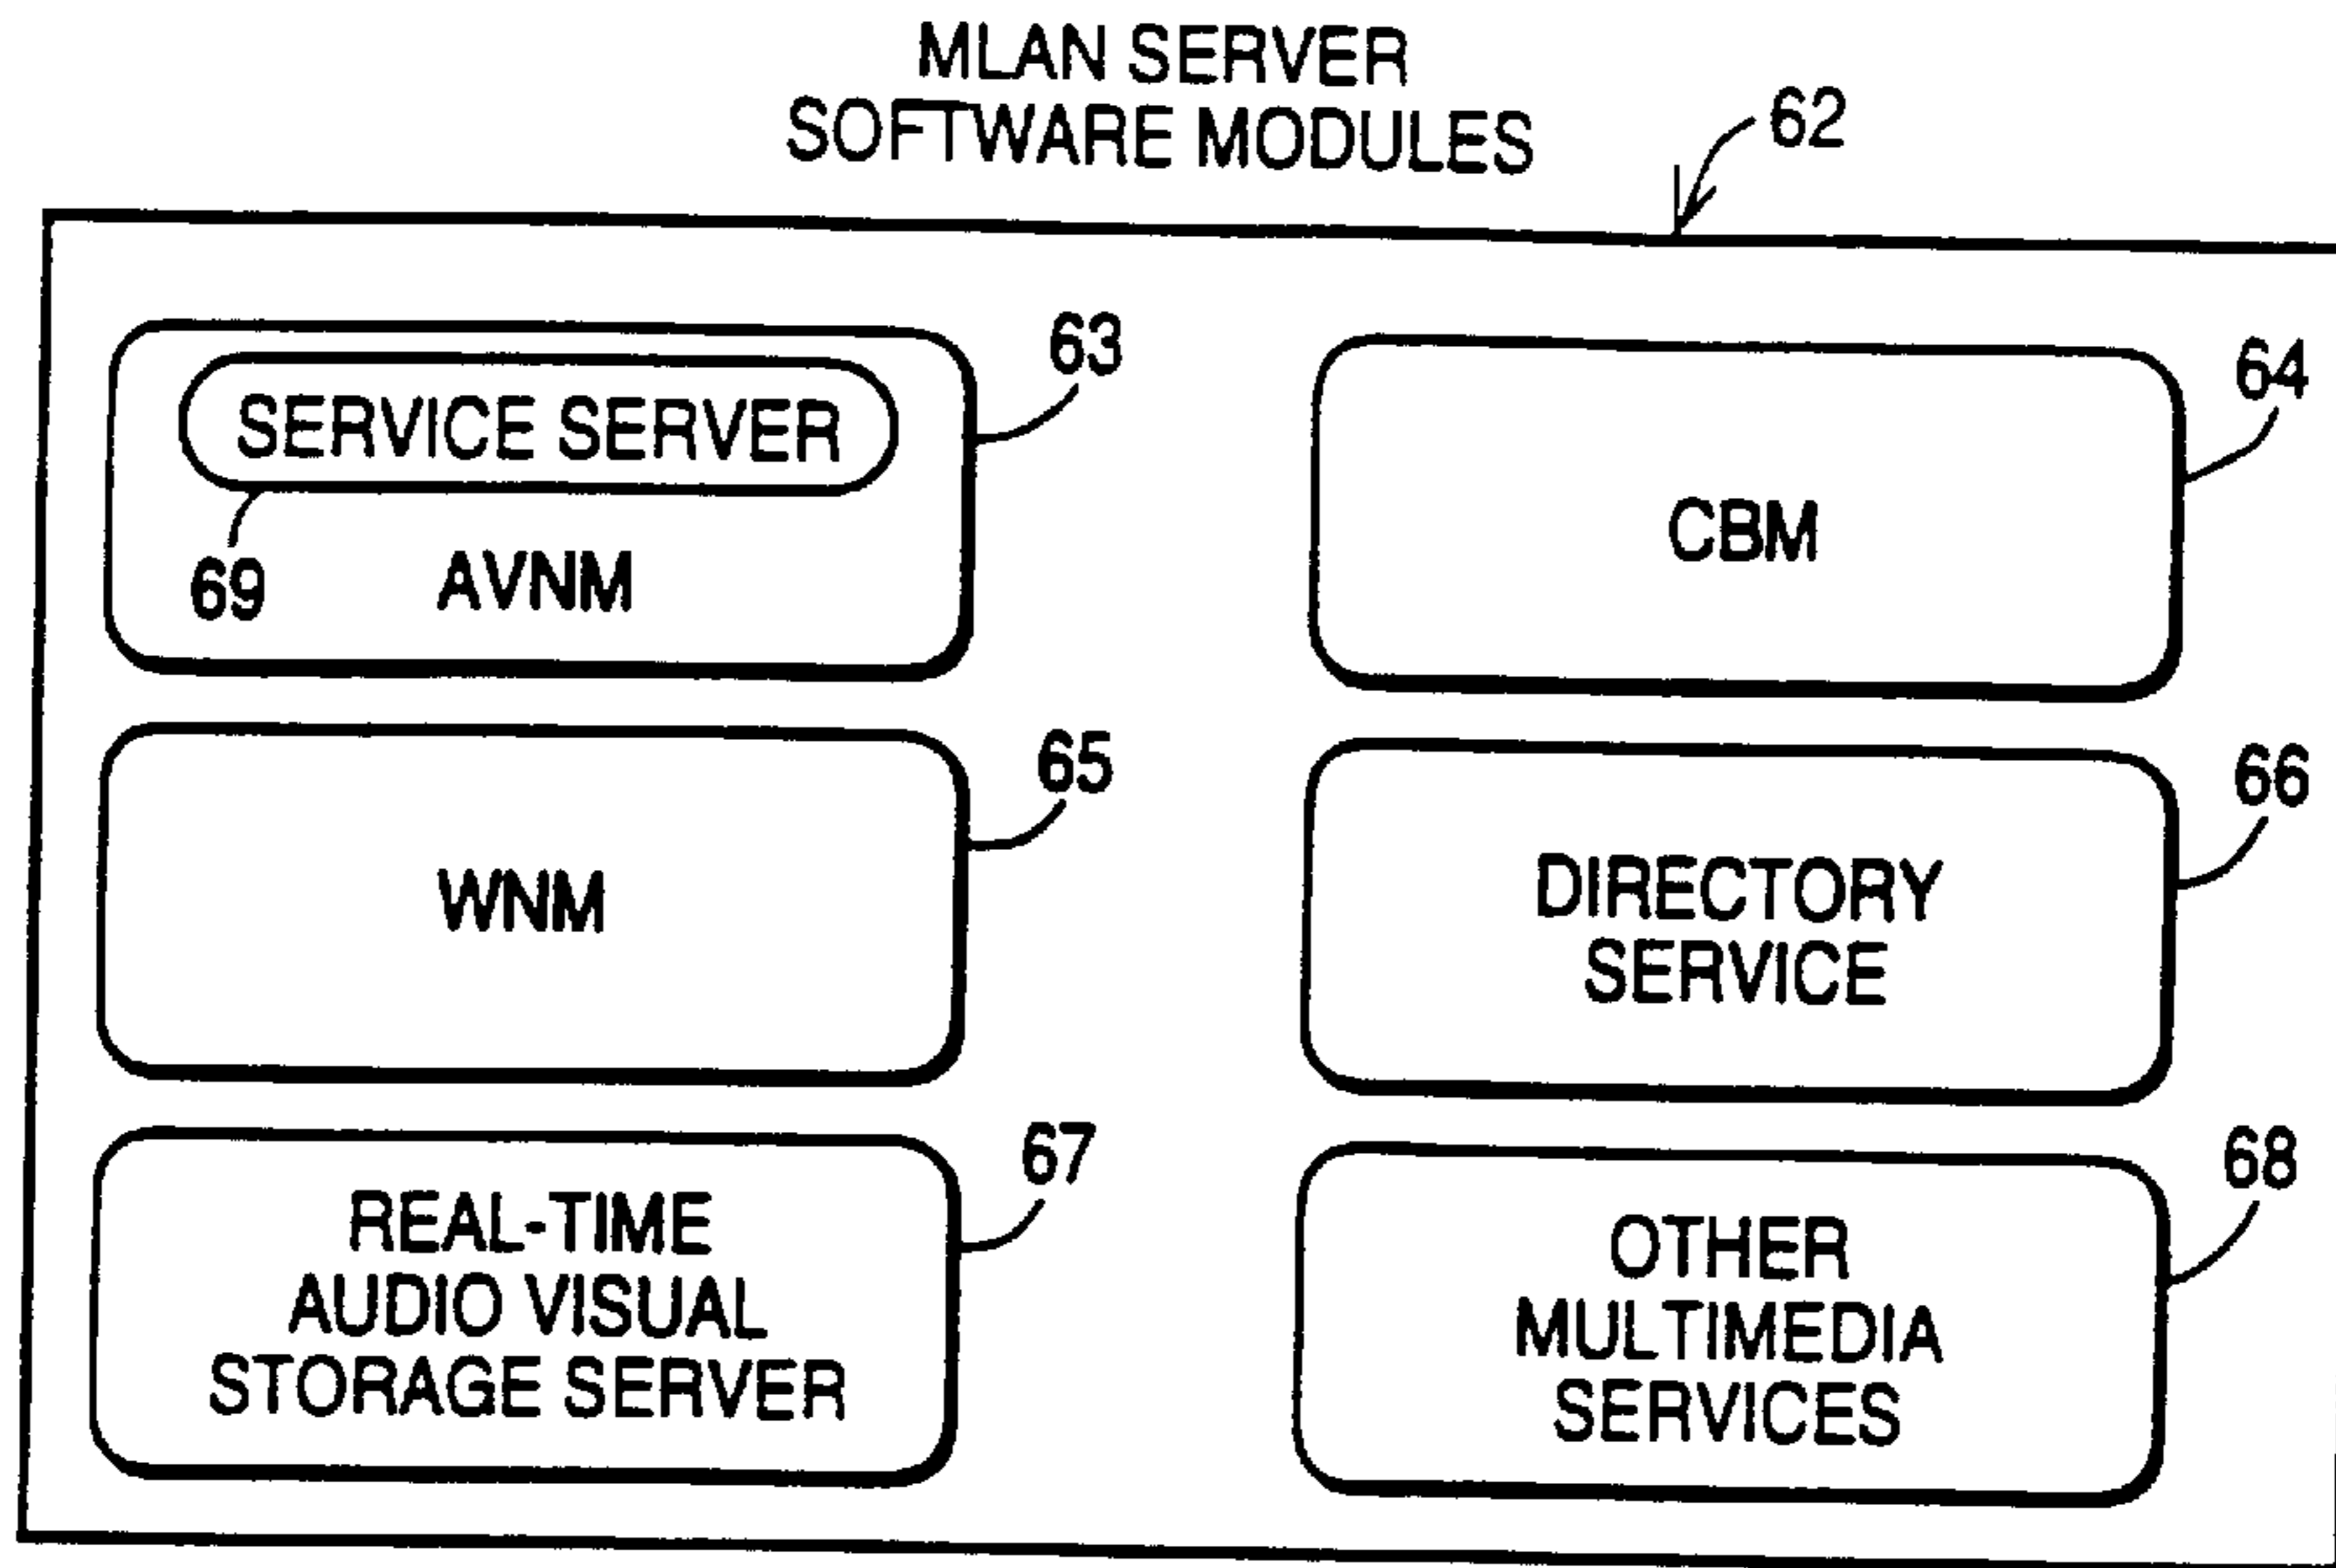 MLAN SERVER
SOFTWARE MODULES
62
63
SERVICE SERVER
69
AVNM
64
CBM
65
WNM
66
DIRECTORY
SERVICE
67
REAL-TIME
AUDIO VISUAL
STORAGE SERVER
68
OTHER
MULTIMEDIA
SERVICES